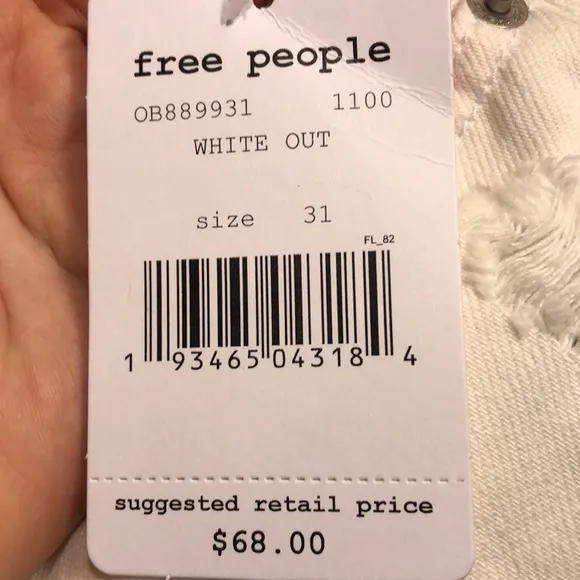 free people
OB889931 1100
WHITE OUT
size 31
FL_82
1 93465 04318 4
suggested retail price
$68.00